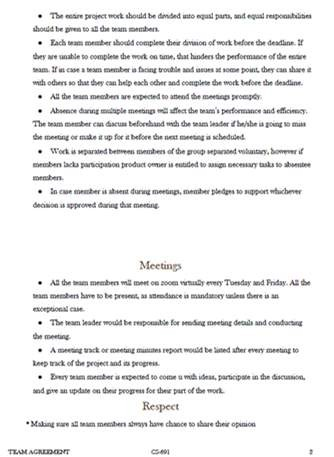 ● The entire project work should be divided into equal parts, and equal responsibilities
should be given to all the team members.
● Each team member should complete their division of work before the deadline. If
they are unable to complete the work on time, that hinders the performance of the entire
team. If in case a team member is facing trouble and issues at some point, they can share it
with others so that they can help each other and complete the work before the deadline.
● All the team members are expected to attend the meetings promptly.
● Absence during multiple meetings will affect the team's performance and efficiency.
The team member can discuss beforehand with the team leader if he/she is going to miss
the meeting or make it up for it before the next meeting is scheduled.
● Work is separated between members of the group separated voluntary, however if
members lacks participation product owner is entitled to assign necessary tasks to absentee
members.
● In case member is absent during meetings, member pledges to support whichever
decision is approved during that meeting.
Meetings
● All the team members will meet on zoom virtually every Tuesday and Friday. All the
team members have to be present, as attendance is mandatory unless there is an
exceptional case.
● The team leader would be responsible for sending meeting details and conducting
the meeting.
● A meeting track or meeting minutes report would be listed after every meeting to
keep track of the project and its progress.
● Every team member is expected to come u with ideas, participate in the discussion,
and give an update on their progress for their part of the work.
Respect
* Making sure all team members always have chance to share their opinion
TEAM AGREEMENT CS-691 2